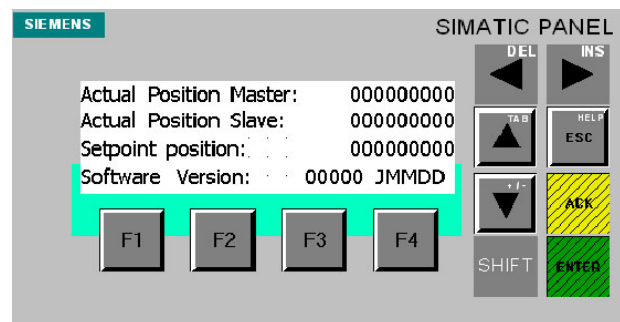 SIEMENS
SIMATIC PANEL
DEL
INS
Actual Position Master: 000000000
Actual Position Slave: 000000000
Setpoint position: 000000000
Software Version: 00000 JMMDD
TAB
HELP
ESC
+/-
ACK
F1 F2 F3 F4
SHIFT
ENTER